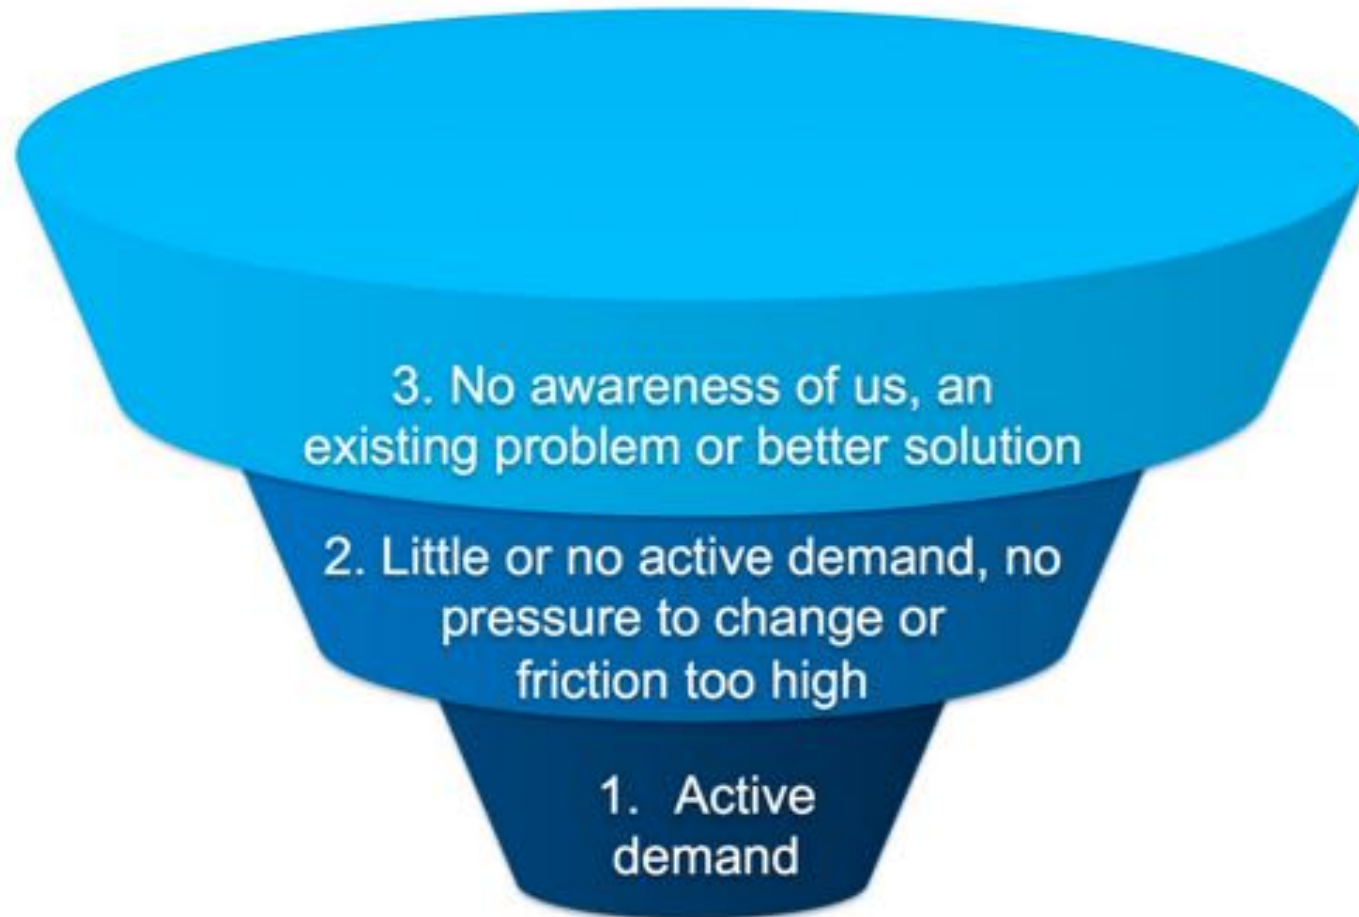 3. No awareness of us, an
existing problem or better solution
2. Little or no active demand, no
pressure to change or
friction too high
1. Active
demand